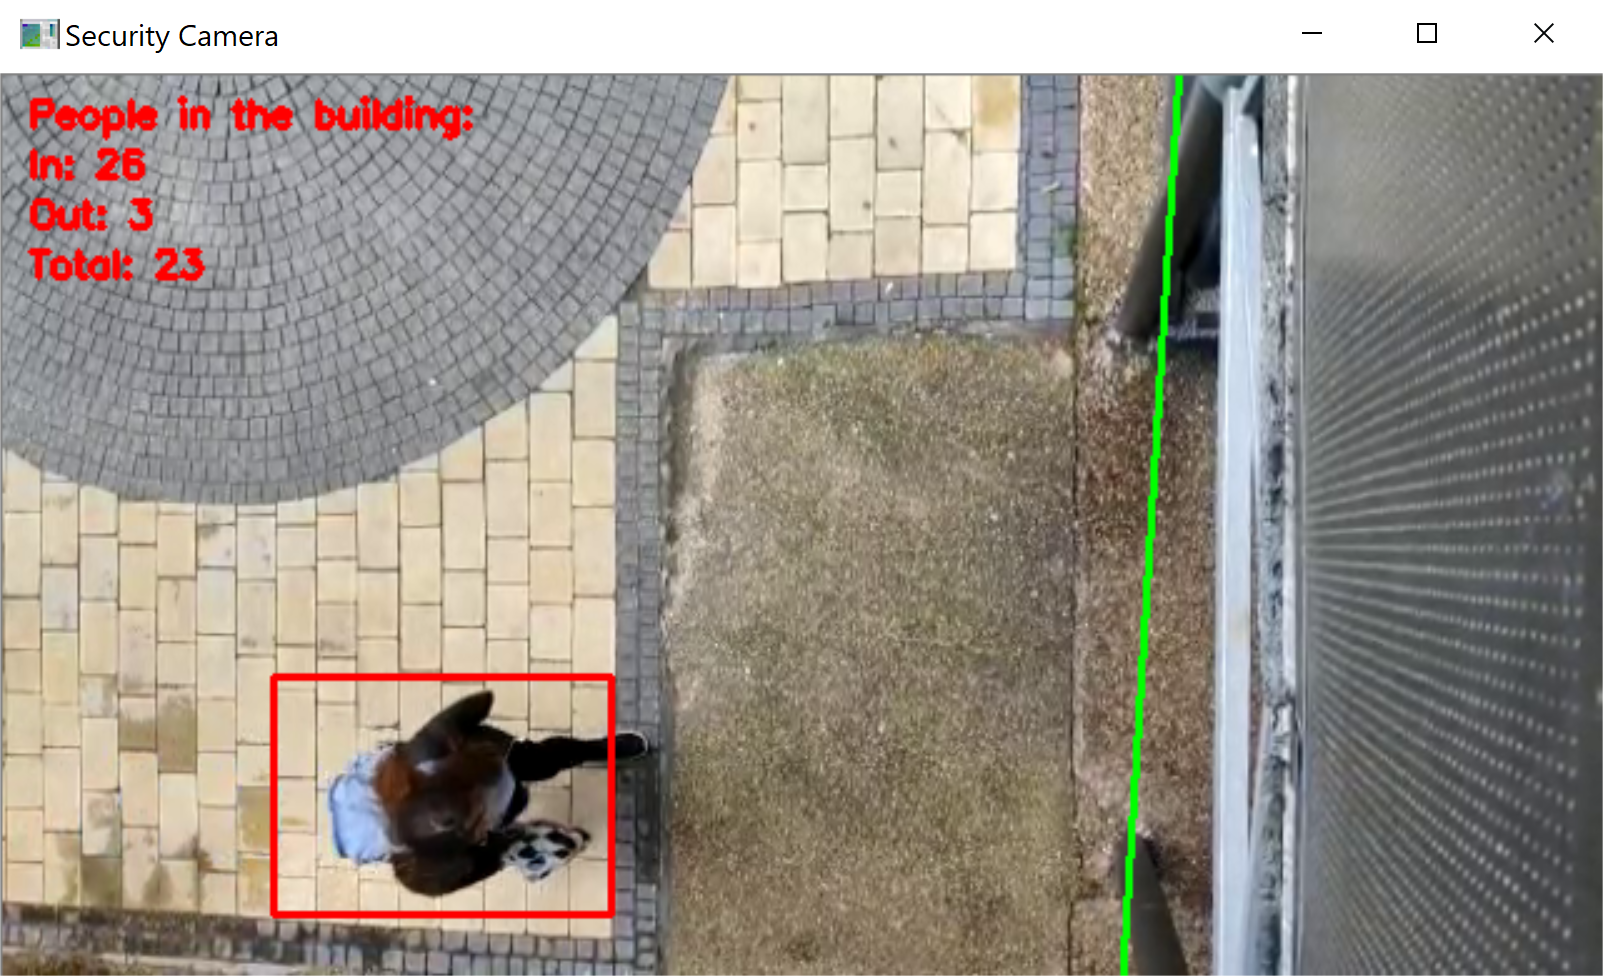 Security Camera
People in the building:
In: 26
Out: 3
Total: 23